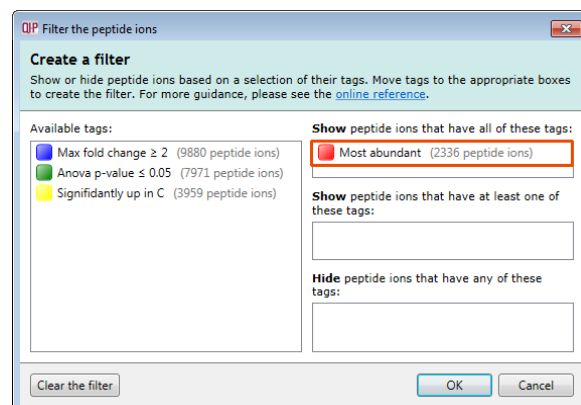 QIP Filter the peptide ions
Create a filter
Show or hide peptide ions based on a selection of their tags. Move tags to the appropriate boxes
to create the filter. For more guidance, please see the online reference.
Available tags:
Max fold change ≥ 2 (9880 peptide ions)
Anova p-value ≤ 0.05 (7971 peptide ions)
Signifidantly up in C (3959 peptide ions)
Show peptide ions that have all of these tags:
Most abundant (2336 peptide ions)
Show peptide ions that have at least one of
these tags:
Hide peptide ions that have any of these
tags:
Clear the filter
OK
Cancel